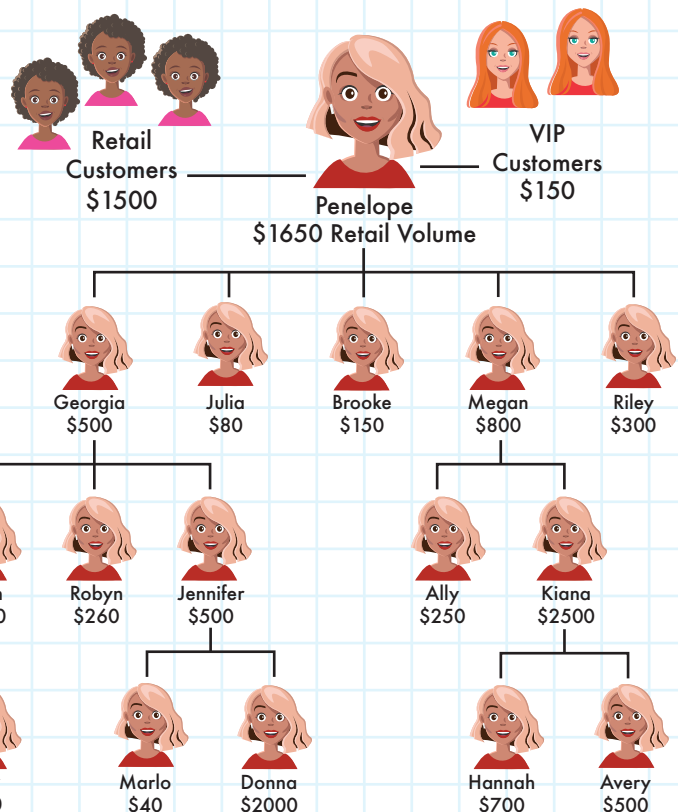 Retail
Customers
$1500
VIP
Customers
$150
Penelope
$1650 Retail Volume
Georgia
$500
Julia
$80
Brooke
$150
Megan
$800
Riley
$300
Robyn
$260
Jennifer
$500
Ally
$250
Kiana
$2500
Marlo
$40
Donna
$2000
Hannah
$700
Avery
$500